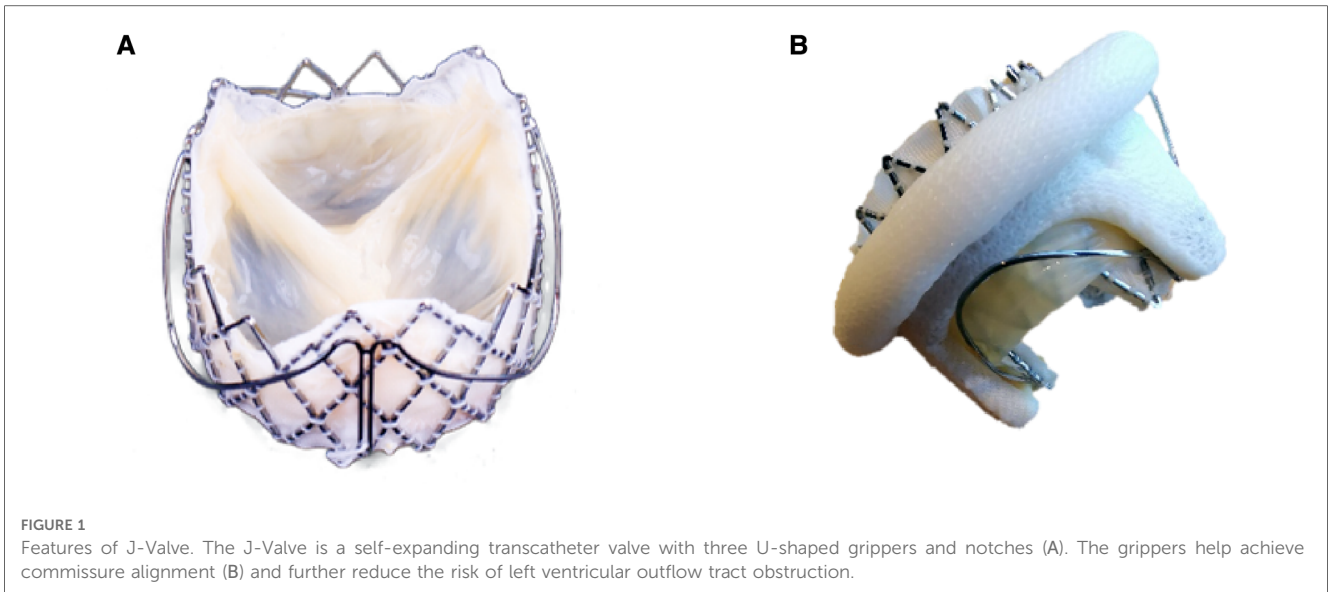 A
B
FIGURE 1
Features of J-Valve. The J-Valve is a self-expanding transcatheter valve with three U-shaped grippers and notches (A). The grippers help achieve
commissure alignment (B) and further reduce the risk of left ventricular outflow tract obstruction.